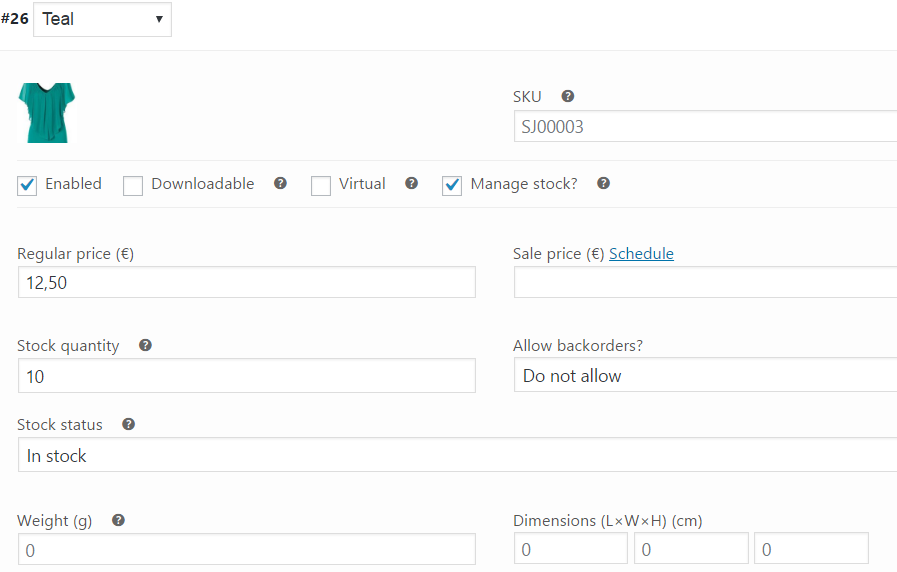 #26 Teal
SKU
SJ00003
Enabled Downloadable Virtual Manage stock?
Regular price (€) Sale price (€) Schedule
12,50
Stock quantity Allow backorders?
10 Do not allow
Stock status
In stock
Weight (g) Dimensions (L×W×H) (cm)
0 0 0 0